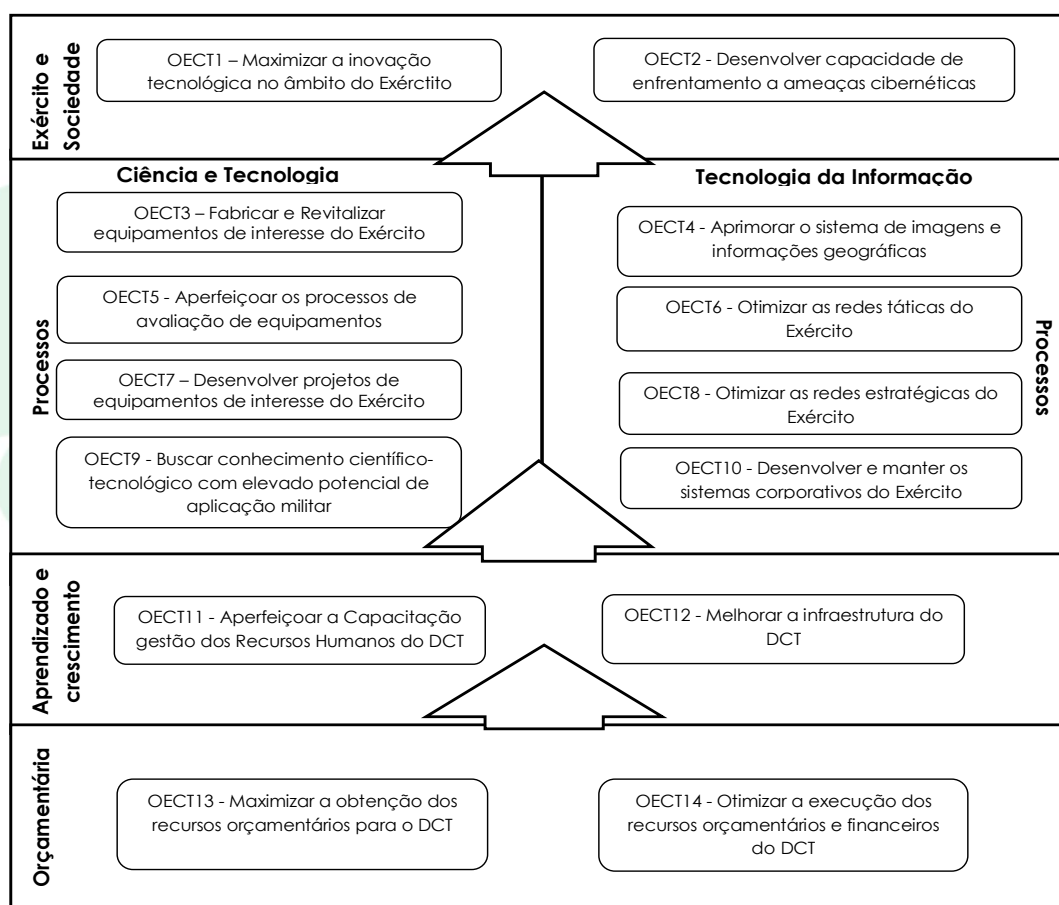 Exército e
Sociedade
OECT1 – Maximizar a inovação
tecnológica no âmbito do Exérctito
OECT2 - Desenvolver capacidade de
enfrentamento a ameaças cibernéticas
Processos
Ciência e Tecnologia
OECT3 – Fabricar e Revitalizar
equipamentos de interesse do Exército
OECT5 - Aperfeiçoar os processos de
avaliação de equipamentos
OECT7 – Desenvolver projetos de
equipamentos de interesse do Exército
OECT9 - Buscar conhecimento científico-
tecnológico com elevado potencial de
aplicação militar
Tecnologia da Informação
OECT4 - Aprimorar o sistema de imagens e
informações geográficas
OECT6 - Otimizar as redes táticas do
Exército
OECT8 - Otimizar as redes estratégicas do
Exército
OECT10 - Desenvolver e manter os
sistemas corporativos do Exército
Processos
Aprendizado e
crescimento
OECT11 - Aperfeiçoar a Capacitação
gestão dos Recursos Humanos do DCT
OECT12 - Melhorar a infraestrutura do
DCT
Orçamentária
OECT13 - Maximizar a obtenção dos
recursos orçamentários para o DCT
OECT14 - Otimizar a execução dos
recursos orçamentários e financeiros
do DCT